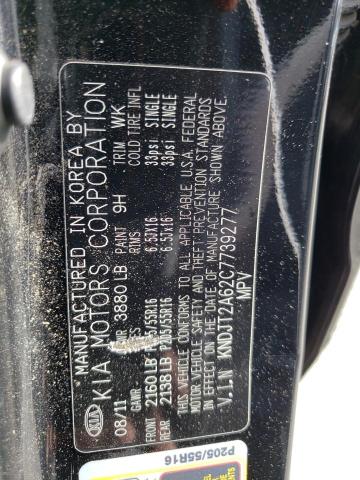 MANUFACTURED IN KOREA BY
KIA MOTORS CORPORATION
KIA
08/11 3880 LB PAINT 9H TRIM WK
GAWR RIMS COLD TIRE INFL
FRONT 2160 LB 6.5JX16 33psi SINGLE
2138 LB P205/55R16 6.5JX16 33psi SINGLE
THIS VEHICLE CONFORMS TO ALL APPLICABLE U.S.A. FEDERAL
MOTOR VEHICLE SAFETY AND THEFT PREVENTION STANDARDS
IN EFFECT ON THE DATE OF MANUFACTURE SHOWN ABOVE.
V.I.N KNDJT2A62C7739277
MPV
P205/55R16